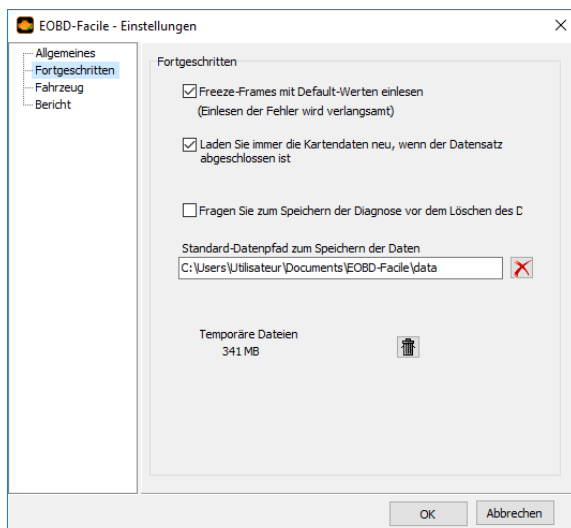 EOBD-Facile - Einstellungen
Allgemeines
Fortgeschritten
Fahrzeug
Bericht
Fortgeschritten
Freeze-Frames mit Default-Werten einlesen
(Einlesen der Fehler wird verlangsamt)
Laden Sie immer die Kartendaten neu, wenn der Datensatz
abgeschlossen ist
Fragen Sie zum Speichern der Diagnose vor dem Löschen des D
Standard-Datenpfad zum Speichern der Daten
C:\Users\Utilisateur\Documents\EOBD-Facile\data
Temporäre Dateien
341 MB
OK
Abbrechen